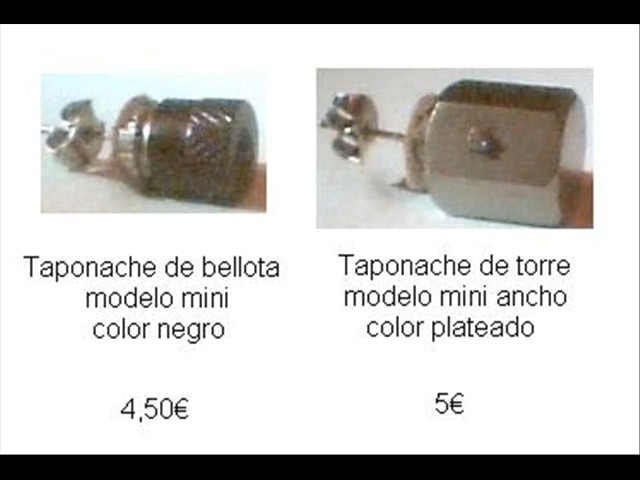 Taponache de bellota
modelo mini
color negro
4,50€
Taponache de torre
modelo mini ancho
color plateado
5€